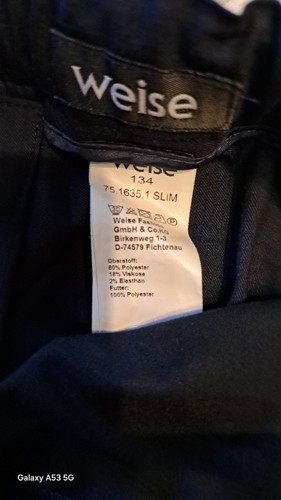 Weise
Weise
134
75 1635.1 SLIM
Weise Fashion
GmbH & Co.KG
Birkenweg 1-3
D-74579 Fichtenau
Oberstoff:
80% Polyester
18% Viskose
2% Elasthan
Futter:
100% Polyester
Galaxy A53 5G